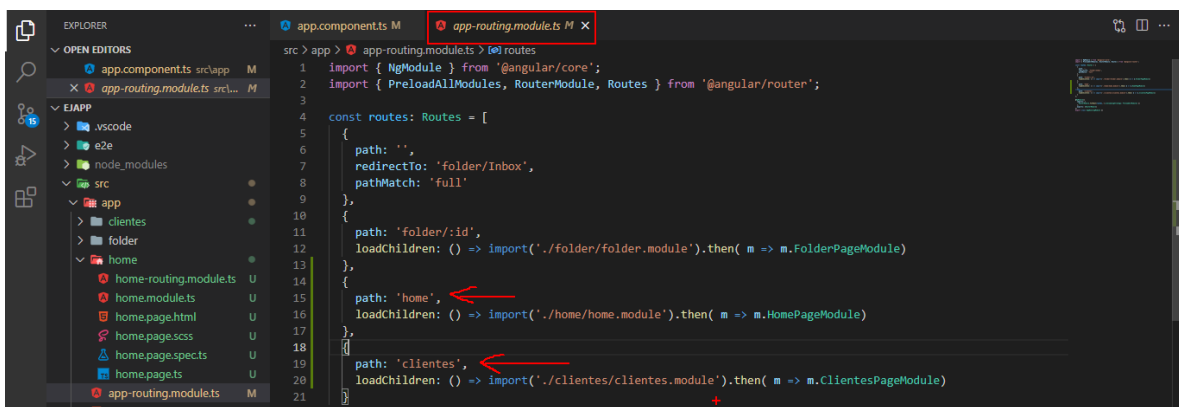 EXPLORER
OPEN EDITORS
app.component.ts src\app M
app-routing.module.ts src\... M
EJAPP
.vscode
e2e
node_modules
src
app
clientes
folder
home
home-routing.module.ts U
home.module.ts U
home.page.html U
home.page.scss U
home.page.spec.ts U
home.page.ts U
app-routing.module.ts M
15
app.component.ts M
app-routing.module.ts M
src > app > app-routing.module.ts > routes
1 import { NgModule } from '@angular/core';
2 import { PreloadAllModules, RouterModule, Routes } from '@angular/router';
3
4 const routes: Routes = [
5 {
6 path: '',
7 redirectTo: 'folder/Inbox',
8 pathMatch: 'full'
9 },
10 {
11 path: 'folder/:id',
12 loadChildren: () => import('./folder/folder.module').then( m => m.FolderPageModule)
13 },
14 {
15 path: 'home',
16 loadChildren: () => import('./home/home.module').then( m => m.HomePageModule)
17 },
18 {
19 path: 'clientes',
20 loadChildren: () => import('./clientes/clientes.module').then( m => m.ClientesPageModule)
21 }